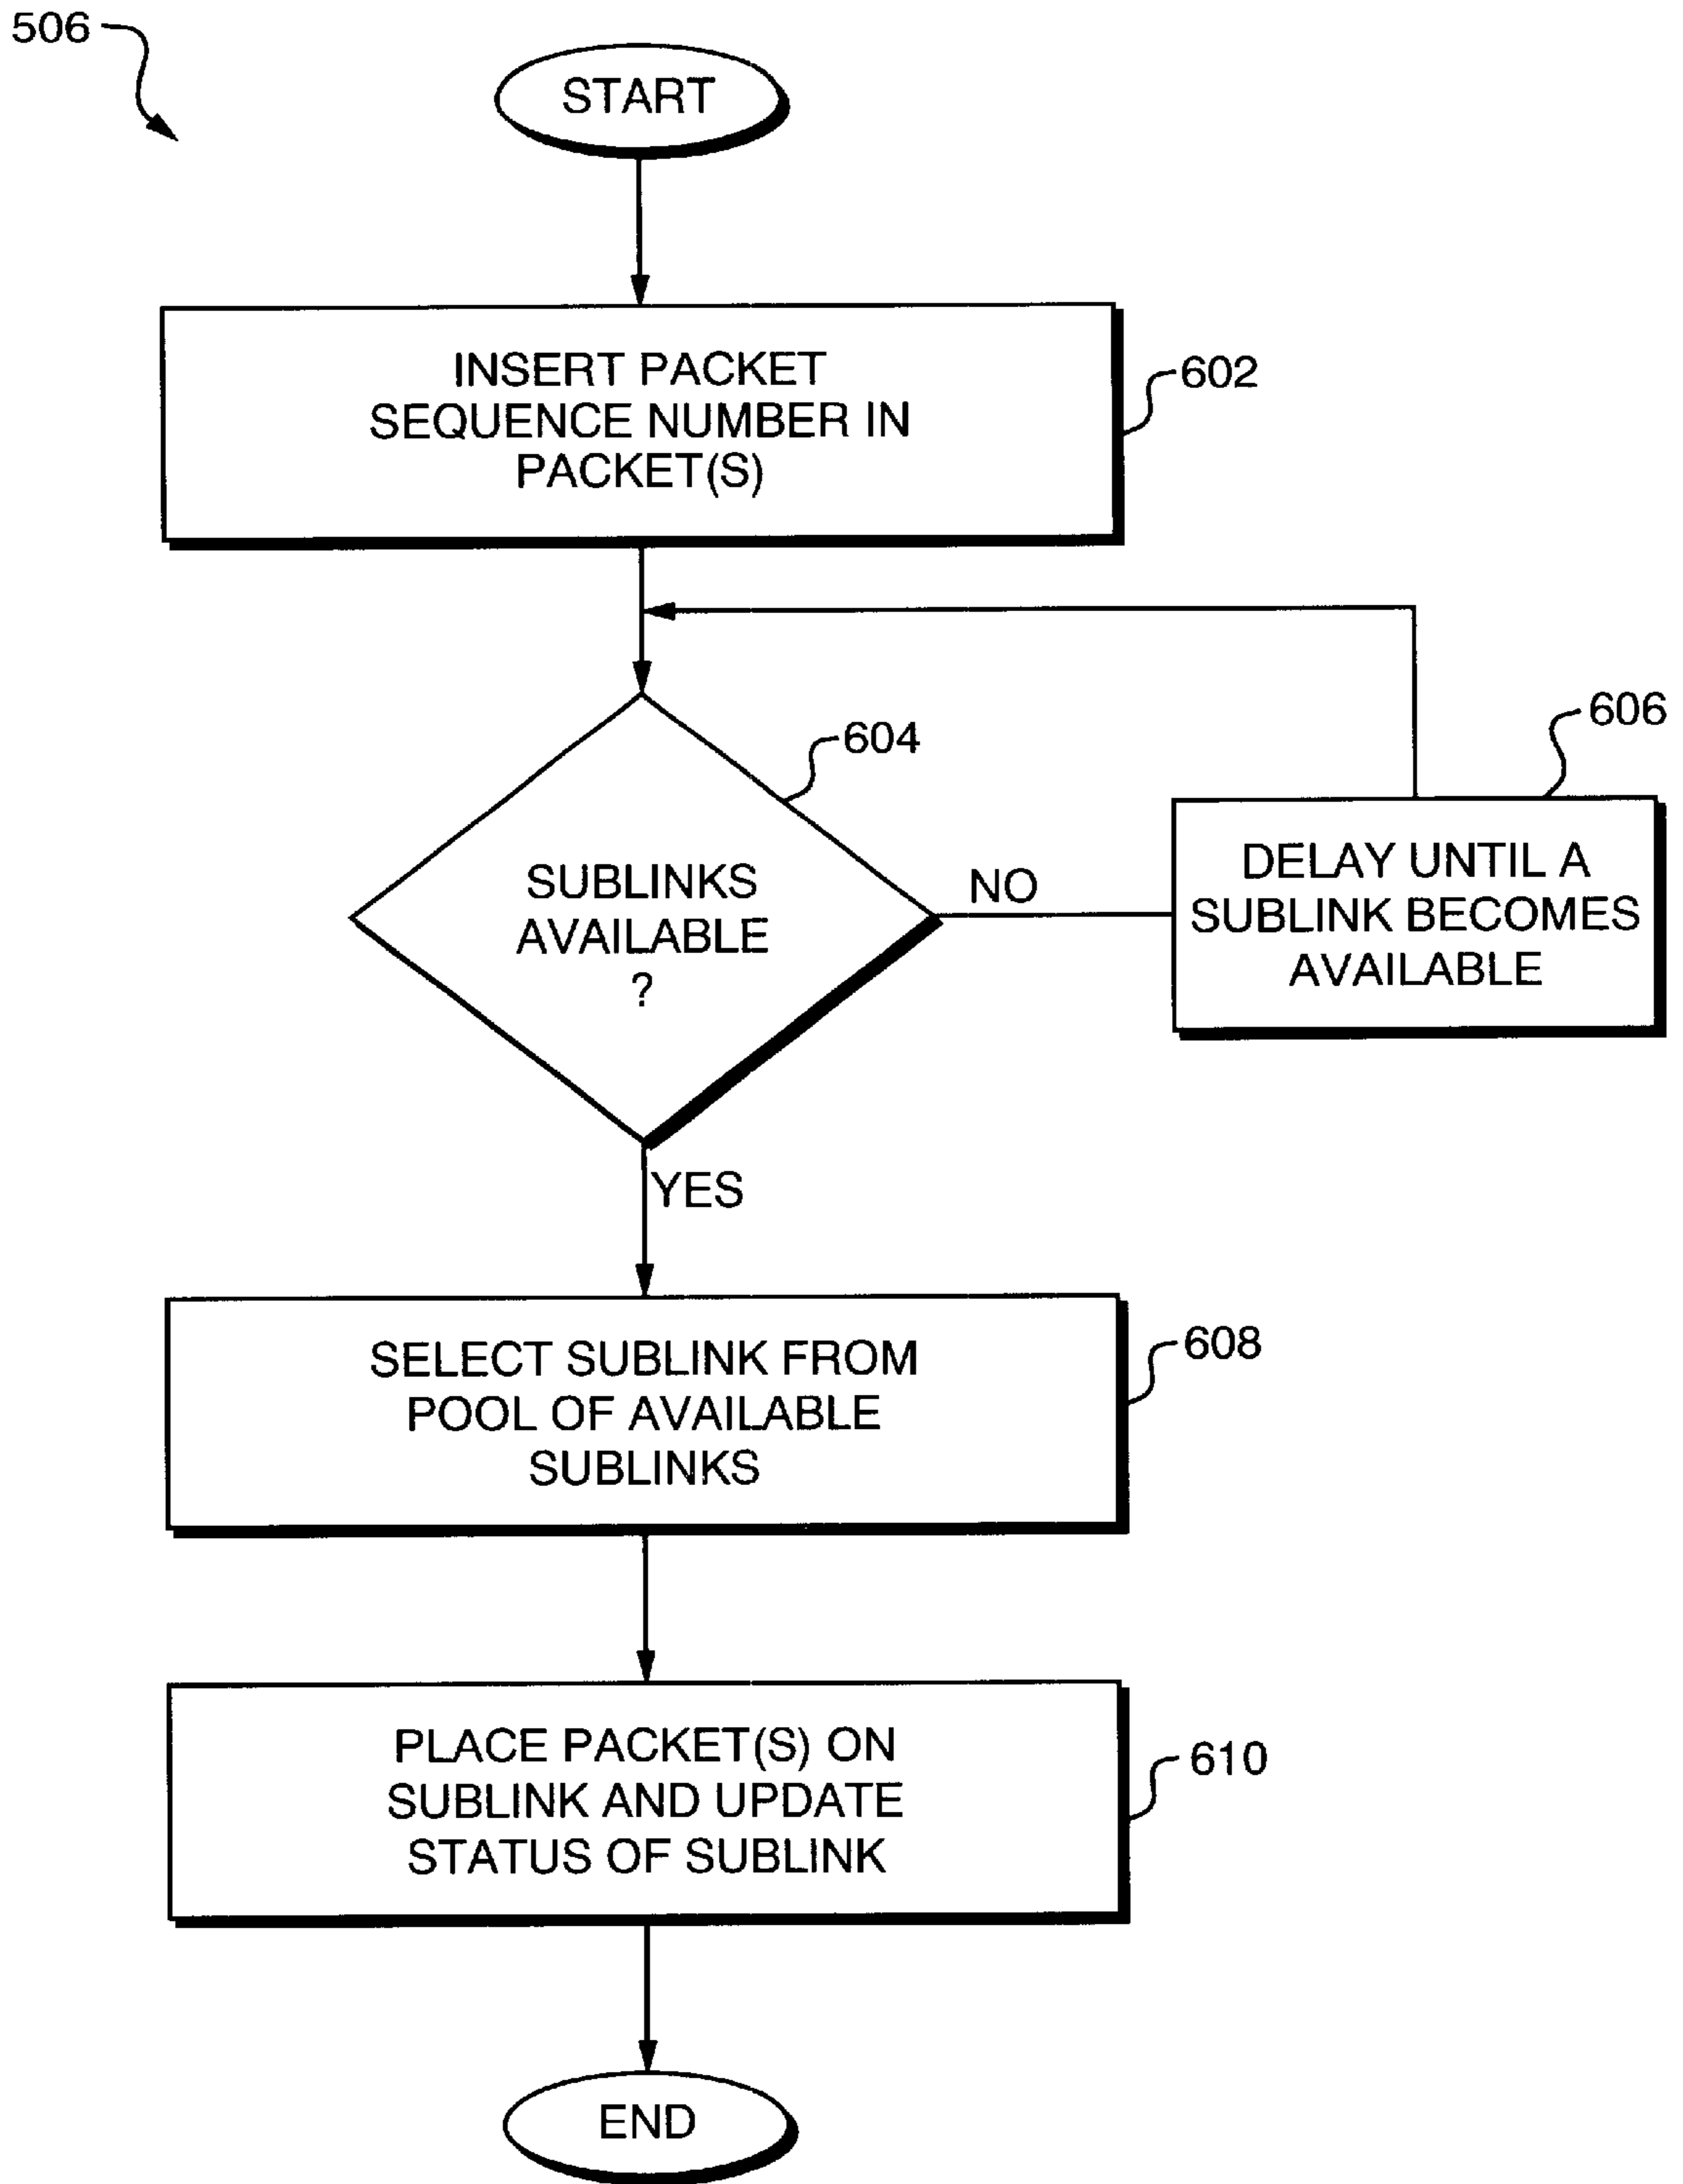 506
START
INSERT PACKET
SEQUENCE NUMBER IN
PACKET(S)
602
604
SUBLINKS
AVAILABLE
?
NO
606
DELAY UNTIL A
SUBLINK BECOMES
AVAILABLE
YES
SELECT SUBLINK FROM
POOL OF AVAILABLE
SUBLINKS
608
PLACE PACKET(S) ON
SUBLINK AND UPDATE
STATUS OF SUBLINK
610
END